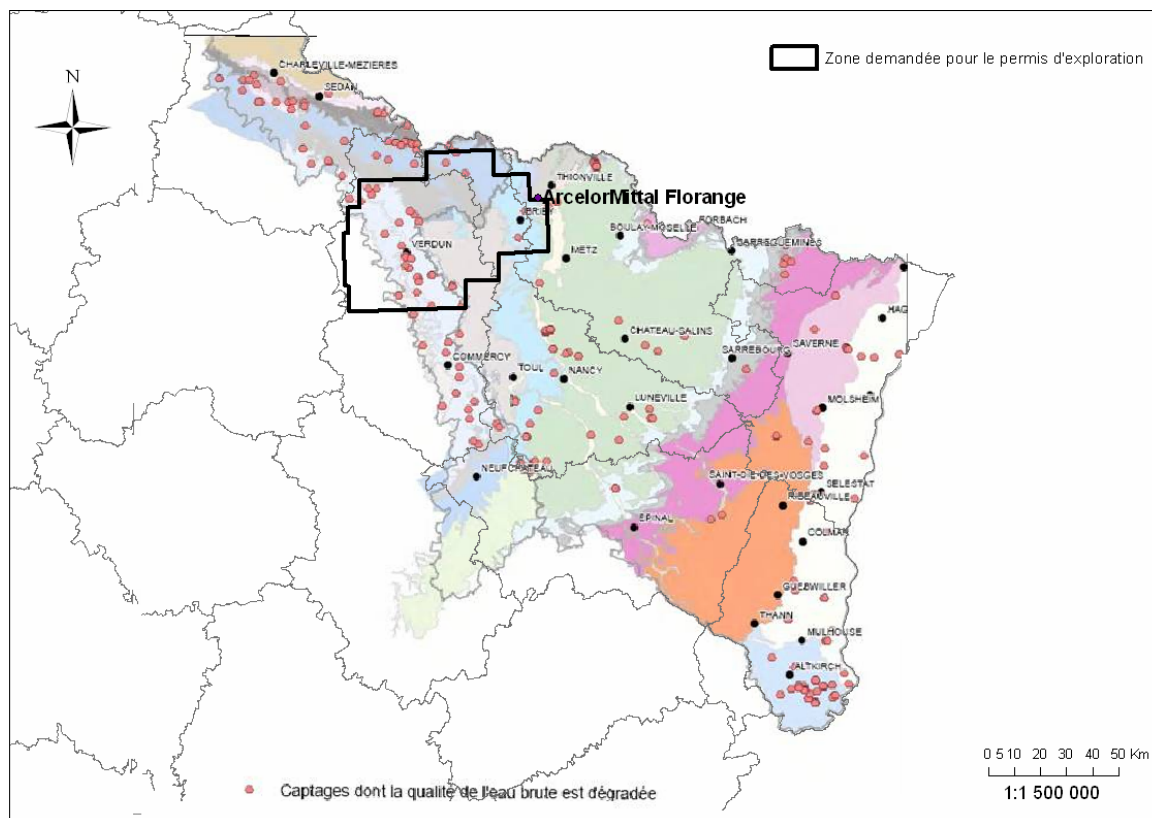 Zone demandée pour le permis d'exploration
N
CHARLEVILLE-MEZIERES
SEDAN
THIONVILLE
ArcelorMittal Florange
BRIEY
FORBACH
BOULAY-MOSELLE
SARREGUEMINES
VERDUN
METZ
HAG
CHATEAU-SALINS
SAVERNE
SARREBOURG
COMMERCY
TOUL
NANCY
LUNEVILLE
MOLSHEIM
NEUFCHATEAU
SAINT-DIE-DES-VOSGES
SELESTAT
RIBEAUVILLE
EPINAL
COLMAR
GUEBWILLER
THANN
MULHOUSE
ALTKIRCH
0 5 10 20 30 40 50 Km
Captages dont la qualité de l'eau brute est dégradée
1:1 500 000